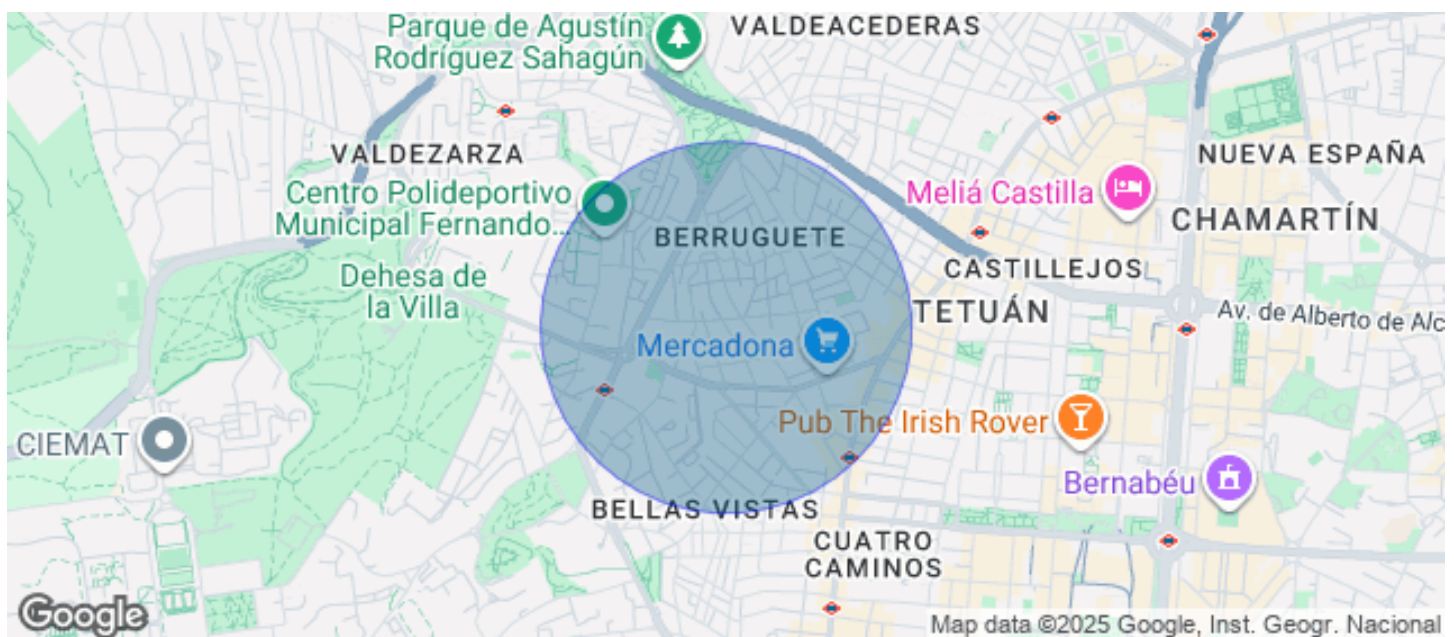 Parque de Agustín
Rodríguez Sahagún
VALDEACEDERAS
VALDEZARZA
NUEVA ESPAÑA
Centro Polideportivo
Municipal Fernando...
Meliá Castilla
CHAMARTÍN
BERRUGUETE
Dehesa de
la Villa
CASTILLEJOS
TETUÁN
Av. de Alberto de Alc
Mercadona
Pub The Irish Rover
CIEMAT
Bernabéu
BELLAS VISTAS
CUATRO
CAMINOS
Google
Map data ©2025 Google, Inst. Geogr. Nacional